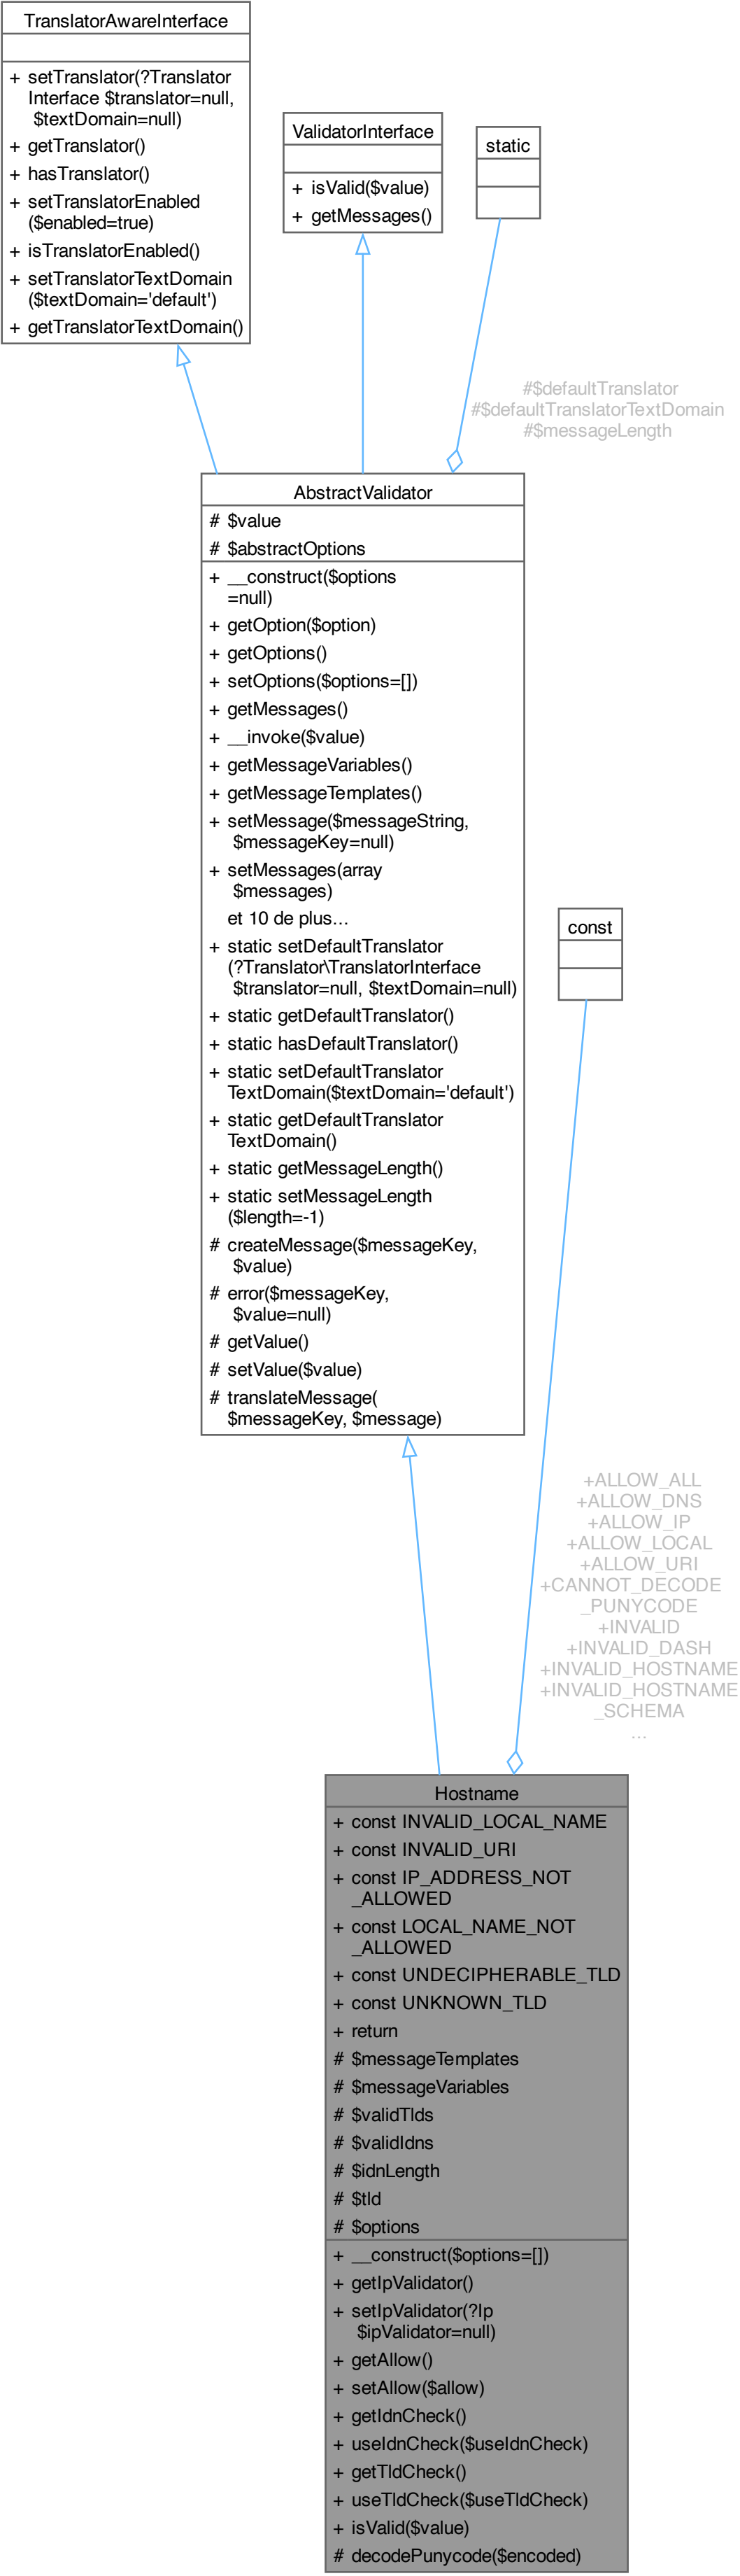 TranslatorAwareInterface
+ setTranslator(?Translator
Interface $translator=null,
$textDomain=null)
+ getTranslator()
+ hasTranslator()
+ setTranslatorEnabled
($enabled=true)
+ isTranslatorEnabled()
+ setTranslatorTextDomain
($textDomain='default')
+ getTranslatorTextDomain()
ValidatorInterface
+ isValid($value)
+ getMessages()
static
#$defaultTranslator
#$defaultTranslatorTextDomain
#$messageLength
AbstractValidator
# $value
# $abstractOptions
+ __construct($options
=null)
+ getOption($option)
+ getOptions()
+ setOptions($options=[])
+ getMessages()
+ __invoke($value)
+ getMessageVariables()
+ getMessageTemplates()
+ setMessage($messageString,
$messageKey=null)
+ setMessages(array
$messages)
et 10 de plus...
+ static setDefaultTranslator
(?Translator\TranslatorInterface
$translator=null, $textDomain=null)
+ static getDefaultTranslator()
+ static hasDefaultTranslator()
+ static setDefaultTranslator
TextDomain($textDomain='default')
+ static getDefaultTranslator
TextDomain()
+ static getMessageLength()
+ static setMessageLength
($length=-1)
# createMessage($messageKey,
$value)
# error($messageKey,
$value=null)
# getValue()
# setValue($value)
# translateMessage(
$messageKey, $message)
const
+ALLOW_ALL
+ALLOW_DNS
+ALLOW_IP
+ALLOW_LOCAL
+ALLOW_URI
+CANNOT_DECODE
_PUNYCODE
+INVALID
+INVALID_DASH
+INVALID_HOSTNAME
+INVALID_HOSTNAME
_SCHEMA
...
Hostname
+ const INVALID_LOCAL_NAME
+ const INVALID_URI
+ const IP_ADDRESS_NOT
_ALLOWED
+ const LOCAL_NAME_NOT
_ALLOWED
+ const UNDECIPHERABLE_TLD
+ const UNKNOWN_TLD
+ return
# $messageTemplates
# $messageVariables
# $validTlds
# $validIdns
# $idnLength
# $tld
# $options
+ __construct($options=[])
+ getIpValidator()
+ setIpValidator(?Ip
$ipValidator=null)
+ getAllow()
+ setAllow($allow)
+ getIdnCheck()
+ useIdnCheck($useIdnCheck)
+ getTldCheck()
+ useTldCheck($useTldCheck)
+ isValid($value)
# decodePunycode($encoded)